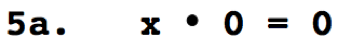 5a. x • 0 = 0